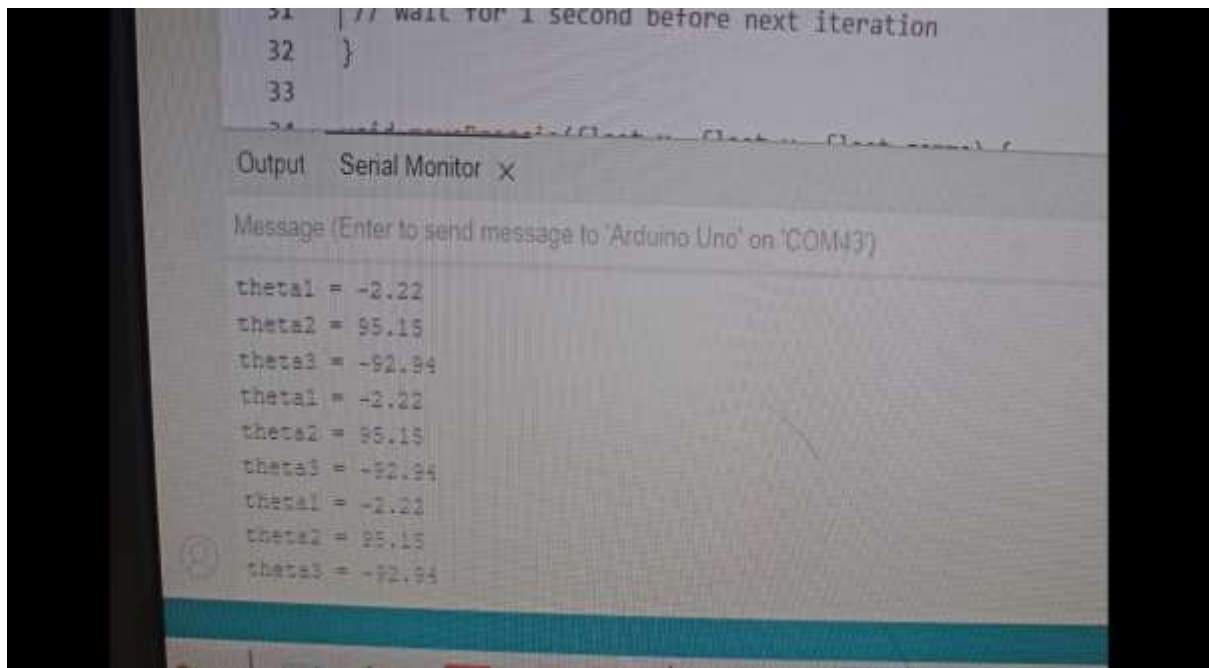 31 // Wait for 1 second before next iteration
32 }
33
Output Serial Monitor ×
Message (Enter to send message to 'Arduino Uno' on 'COM43')
theta1 = -2.22
theta2 = 95.15
theta3 = -92.94
theta1 = -2.22
theta2 = 95.15
theta3 = -92.94
theta1 = -2.22
theta2 = 95.15
theta3 = -92.94